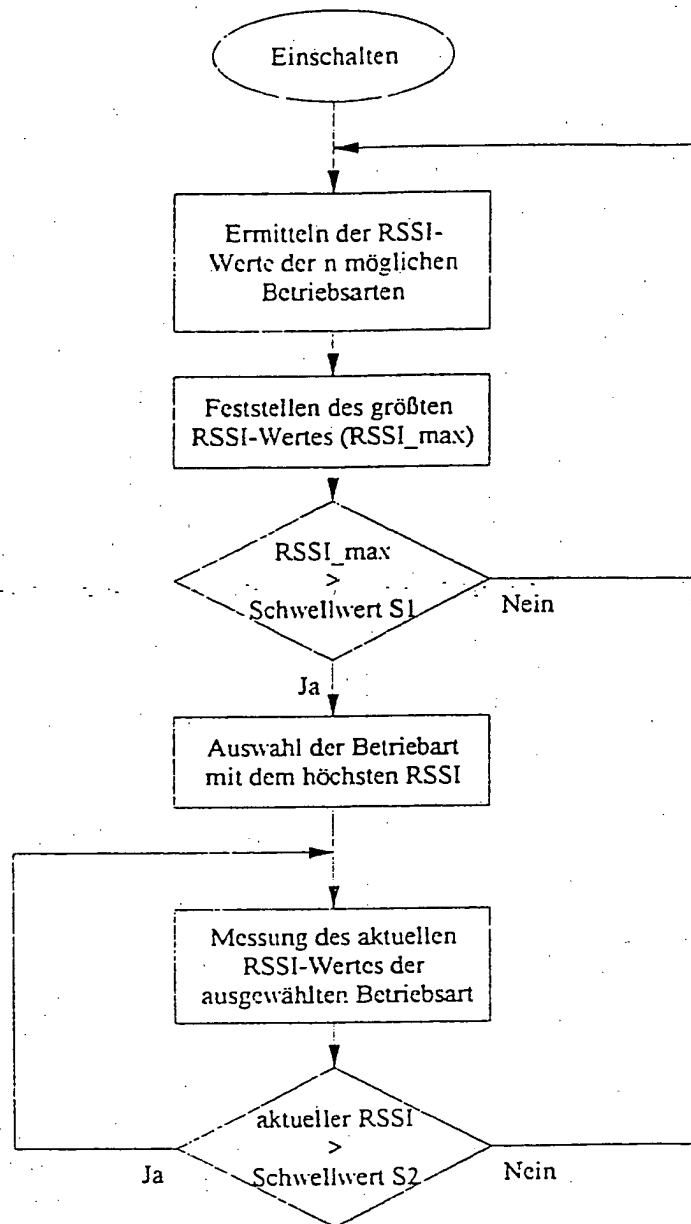 Einschalten
Ermitteln der RSSI-
Werte der n möglichen
Betriebsarten
Feststellen des größten
RSSI-Wertes (RSSI_max)
RSSI_max
>
Schwellwert S1
Nein
Ja
Auswahl der Betriebart
mit dem höchsten RSSI
Messung des aktuellen
RSSI-Wertes der
ausgewählten Betriebsart
aktueller RSSI
>
Schwellwert S2
Ja
Nein